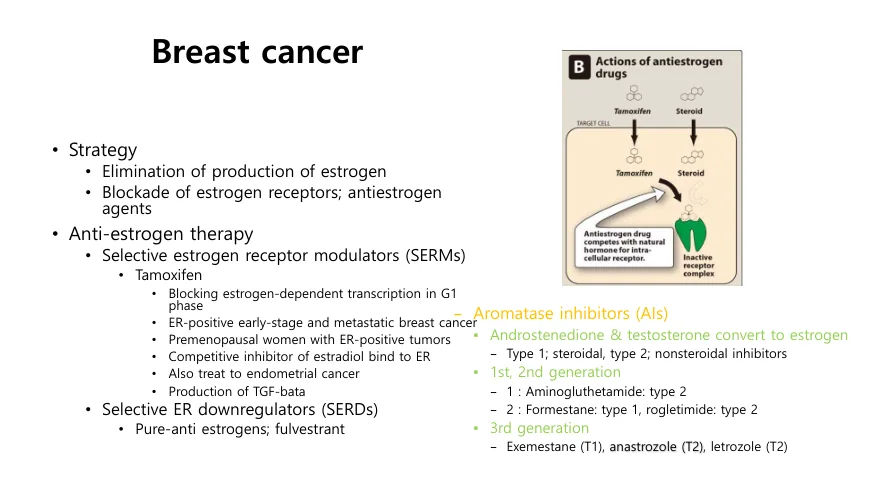 Breast cancer
• Strategy
• Elimination of production of estrogen
• Blockade of estrogen receptors; antiestrogen
agents
• Anti-estrogen therapy
• Selective estrogen receptor modulators (SERMs)
• Tamoxifen
• Blocking estrogen-dependent transcription in G1
phase
• ER-positive early-stage and metastatic breast cancer
• Premenopausal women with ER-positive tumors
• Competitive inhibitor of estradiol bind to ER
• Also treat to endometrial cancer
• Production of TGF-bata
• Selective ER downregulators (SERDs)
• Pure-anti estrogens; fulvestrant
B Actions of antiestrogen
drugs
Tamoxifen Steroid
TARGET CELL
Tamoxifen Steroid
Antiestrogen drug
competes with natural
hormone for intra-
cellular receptor.
Inactive
receptor
complex
– Aromatase inhibitors (AIs)
▪ Androstenedione & testosterone convert to estrogen
– Type 1; steroidal, type 2; nonsteroidal inhibitors
▪ 1st, 2nd generation
– 1 : Aminogluthetamide: type 2
– 2 : Formestane: type 1, rogletimide: type 2
▪ 3rd generation
– Exemestane (T1), anastrozole (T2), letrozole (T2)